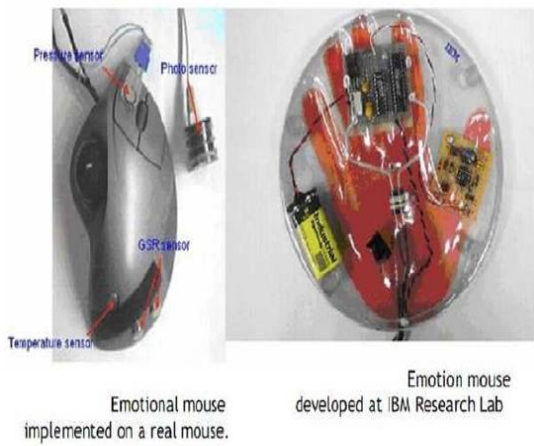 Pressure sensor
Photo sensor
GSR sensor
Temperature sensor
IBM
Industrial
Emotional mouse
implemented on a real mouse.
Emotion mouse
developed at IBM Research Lab